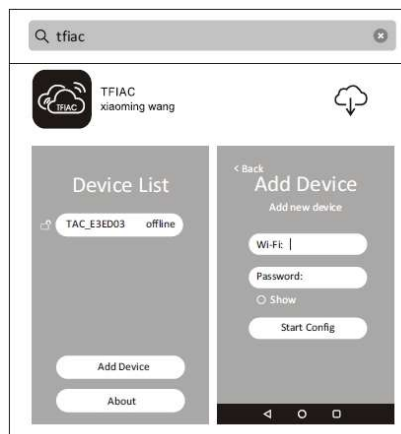 tfiac
TFIAC
TFIAC
xiaoming wang
Device List
TAC_E3ED03 offline
Add Device
About
< Back
Add Device
Add new device
Wi-Fi:
Password:
Show
Start Config